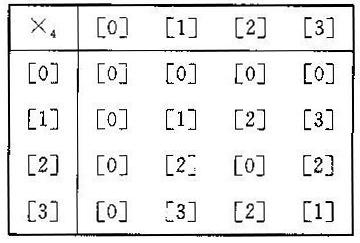 ×₄ [0] [1] [2] [3]
[0] [0] [0] [0] [0]
[1] [0] [1] [2] [3]
[2] [0] [2] [0] [2]
[3] [0] [3] [2] [1]